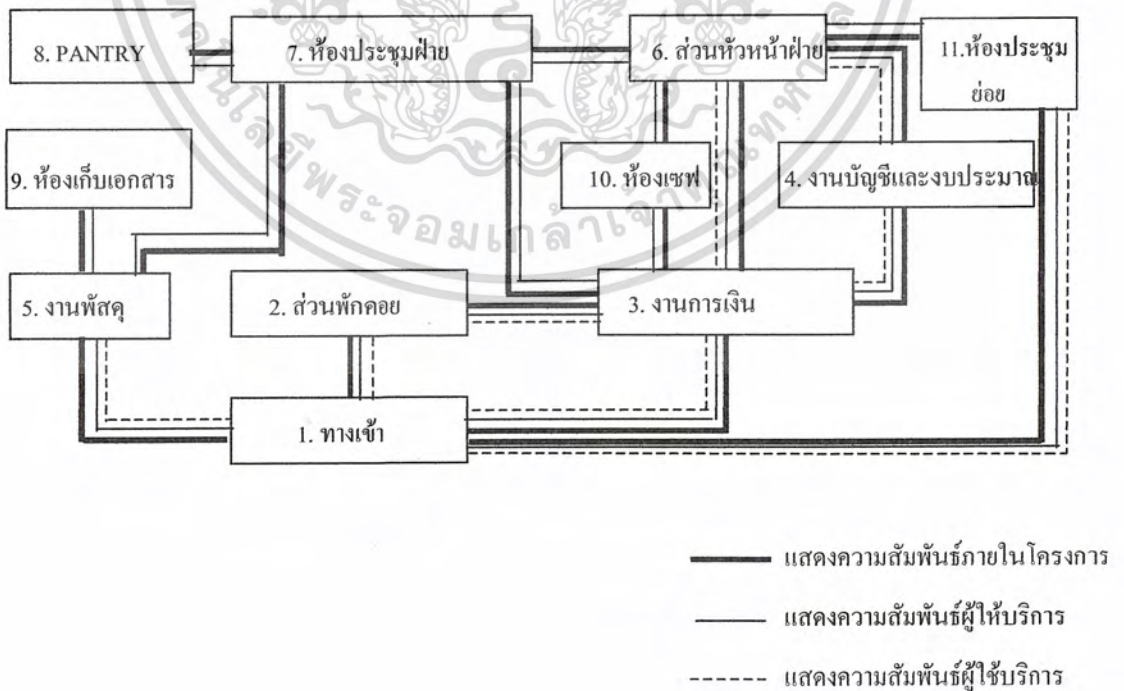 8. PANTRY
7. ห้องประชุมฝ่าย
6. ส่วนหัวหน้าฝ่าย
11.ห้องประชุม
ย่อย
9. ห้องเก็บเอกสาร
10. ห้องเซฟ
4. งานบัญชีและงบประมาณ
5. งานพัสดุ
2. ส่วนพักคอย
3. งานการเงิน
1. ทางเข้า
แสดงความสัมพันธ์ภายในโครงการ
แสดงความสัมพันธ์ผู้ให้บริการ
แสดงความสัมพันธ์ผู้ใช้บริการ